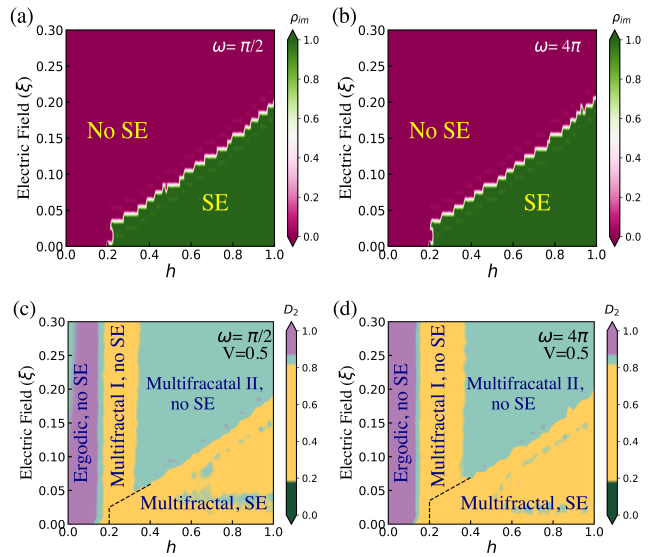 (a)
ω= π/2
No SE
SE
Electric Field (ξ)
0.30
0.25
0.20
0.15
0.10
0.05
0.00
0.0 0.2 0.4 0.6 0.8 1.0
h
ρim
1.0
0.8
0.6
0.4
0.2
0.0
(b)
ω= 4π
No SE
SE
Electric Field (ξ)
0.30
0.25
0.20
0.15
0.10
0.05
0.00
0.0 0.2 0.4 0.6 0.8 1.0
h
ρim
1.0
0.8
0.6
0.4
0.2
0.0
(c)
ω= π/2
V=0.5
Ergodic, no SE
Multifractal I, no SE
Multifracatal II,
no SE
Multifractal, SE
Electric Field (ξ)
0.30
0.25
0.20
0.15
0.10
0.05
0.00
0.0 0.2 0.4 0.6 0.8 1.0
h
D2
1.0
0.8
0.6
0.4
0.2
0.0
(d)
ω= 4π
V=0.5
Ergodic, no SE
Multifractal I, no SE
Multifracatal II,
no SE
Multifractal, SE
Electric Field (ξ)
0.30
0.25
0.20
0.15
0.10
0.05
0.00
0.0 0.2 0.4 0.6 0.8 1.0
h
D2
1.0
0.8
0.6
0.4
0.2
0.0